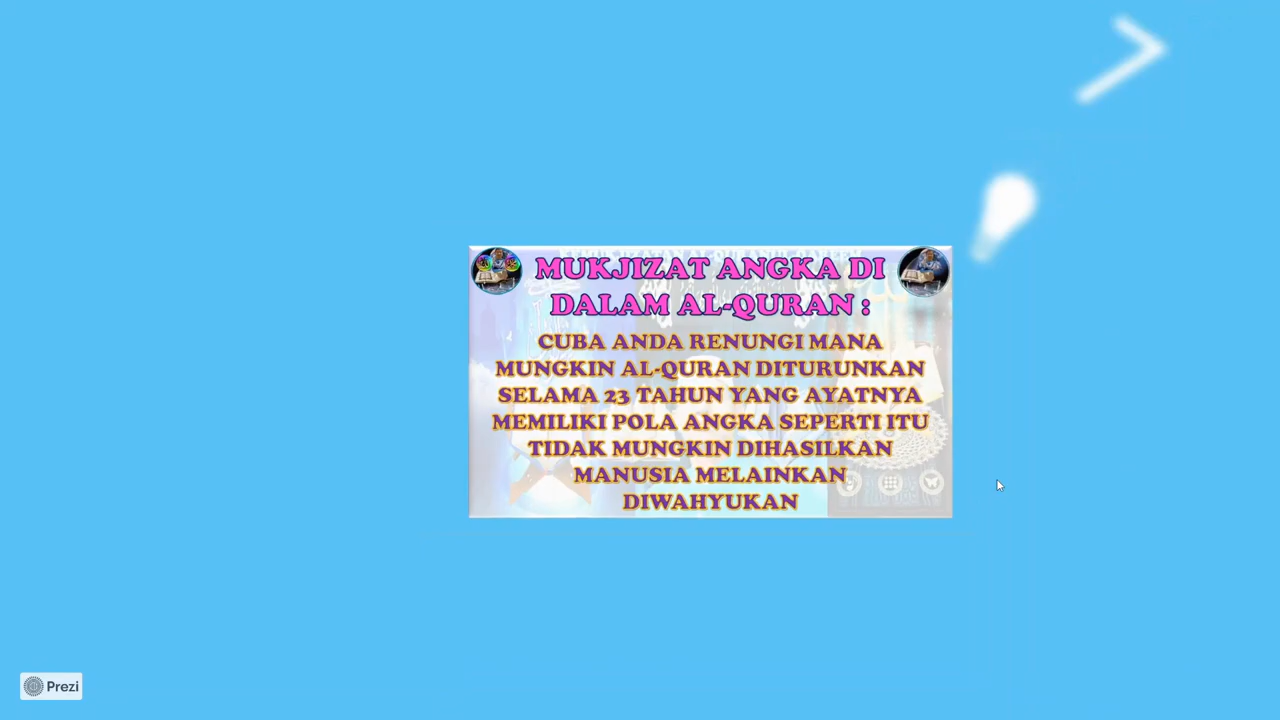 MUKJIZAT ANGKA DI
DALAM AL-QURAN :
CUBA ANDA RENUNGI MANA
MUNGKIN AL-QURAN DITURUNKAN
SELAMA 23 TAHUN YANG AYATNYA
MEMILIKI POLA ANGKA SEPERTI ITU
TIDAK MUNGKIN DIHASILKAN
MANUSIA MELAINKAN
DIWAHYUKAN
Prezi